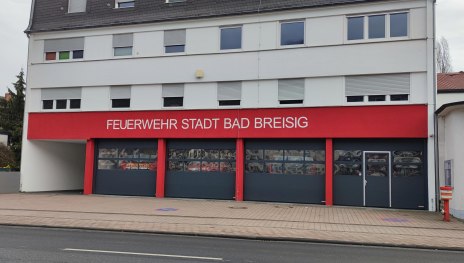 FEUERWEHR STADT BAD BREISIG